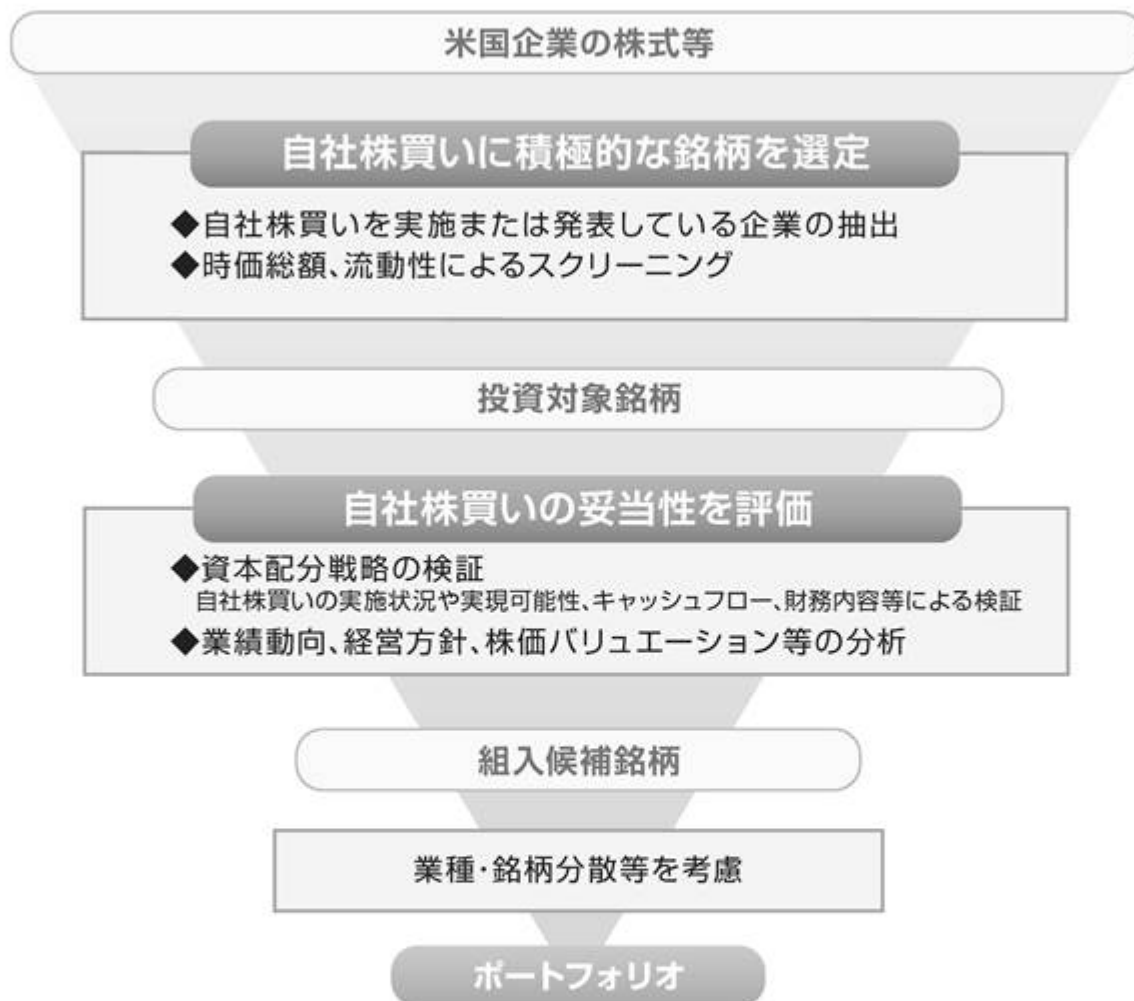 米国企業の株式等
自社株買いに積極的な銘柄を選定
◆自社株買いを実施または発表している企業の抽出
◆時価総額、流動性によるスクリーニング
投資対象銘柄
自社株買いの妥当性を評価
◆資本配分戦略の検証
自社株買いの実施状況や実現可能性、キャッシュフロー、財務内容等による検証
◆業績動向、経営方針、株価バリュエーション等の分析
組入候補銘柄
業種・銘柄分散等を考慮
ポートフォリオ